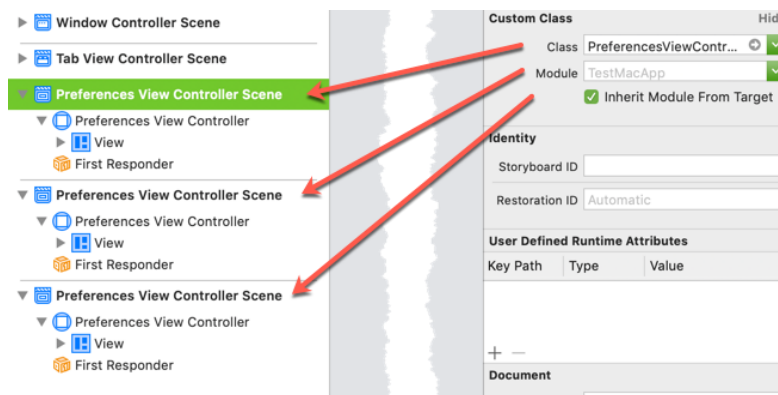 Window Controller Scene
Tab View Controller Scene
Preferences View Controller Scene
Preferences View Controller
View
First Responder
Preferences View Controller Scene
Preferences View Controller
View
First Responder
Preferences View Controller Scene
Preferences View Controller
View
First Responder
Custom Class Hid
Class PreferencesViewContr...
Module TestMacApp
Inherit Module From Target
Identity
Storyboard ID
Restoration ID Automatic
User Defined Runtime Attributes
Key Path Type Value
Document